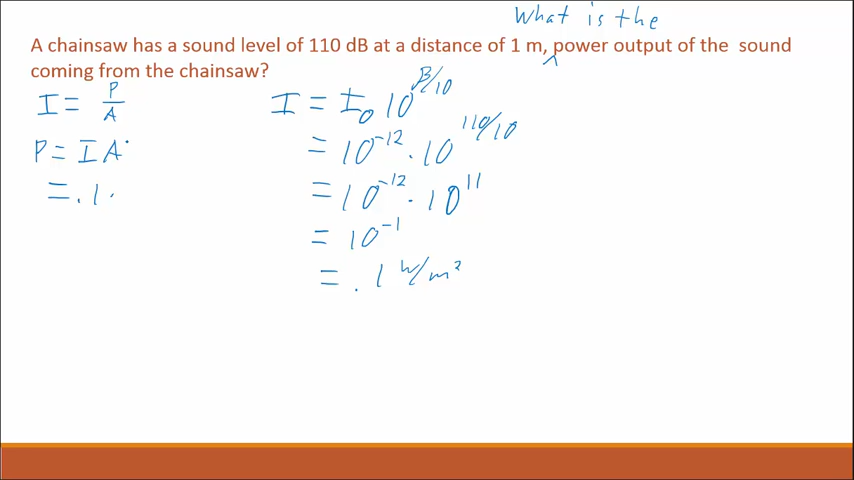 What is the
A chainsaw has a sound level of 110 dB at a distance of 1 m, ^ power output of the sound
coming from the chainsaw?
I = P/A
P = IA
= .1 .
I = I₀ 10^β/10
= 10^-12 . 10^110/10
= 10^-12 . 10^11
= 10^-1
= .1 w/m²